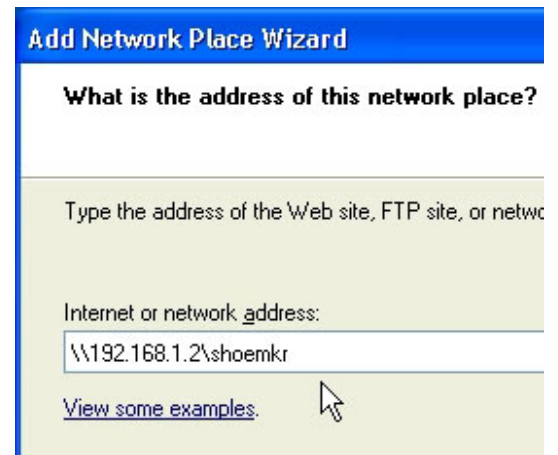 Add Network Place Wizard
What is the address of this network place?
Type the address of the Web site, FTP site, or netwo
Internet or network address:
\\192.168.1.2\shoemkr
View some examples.